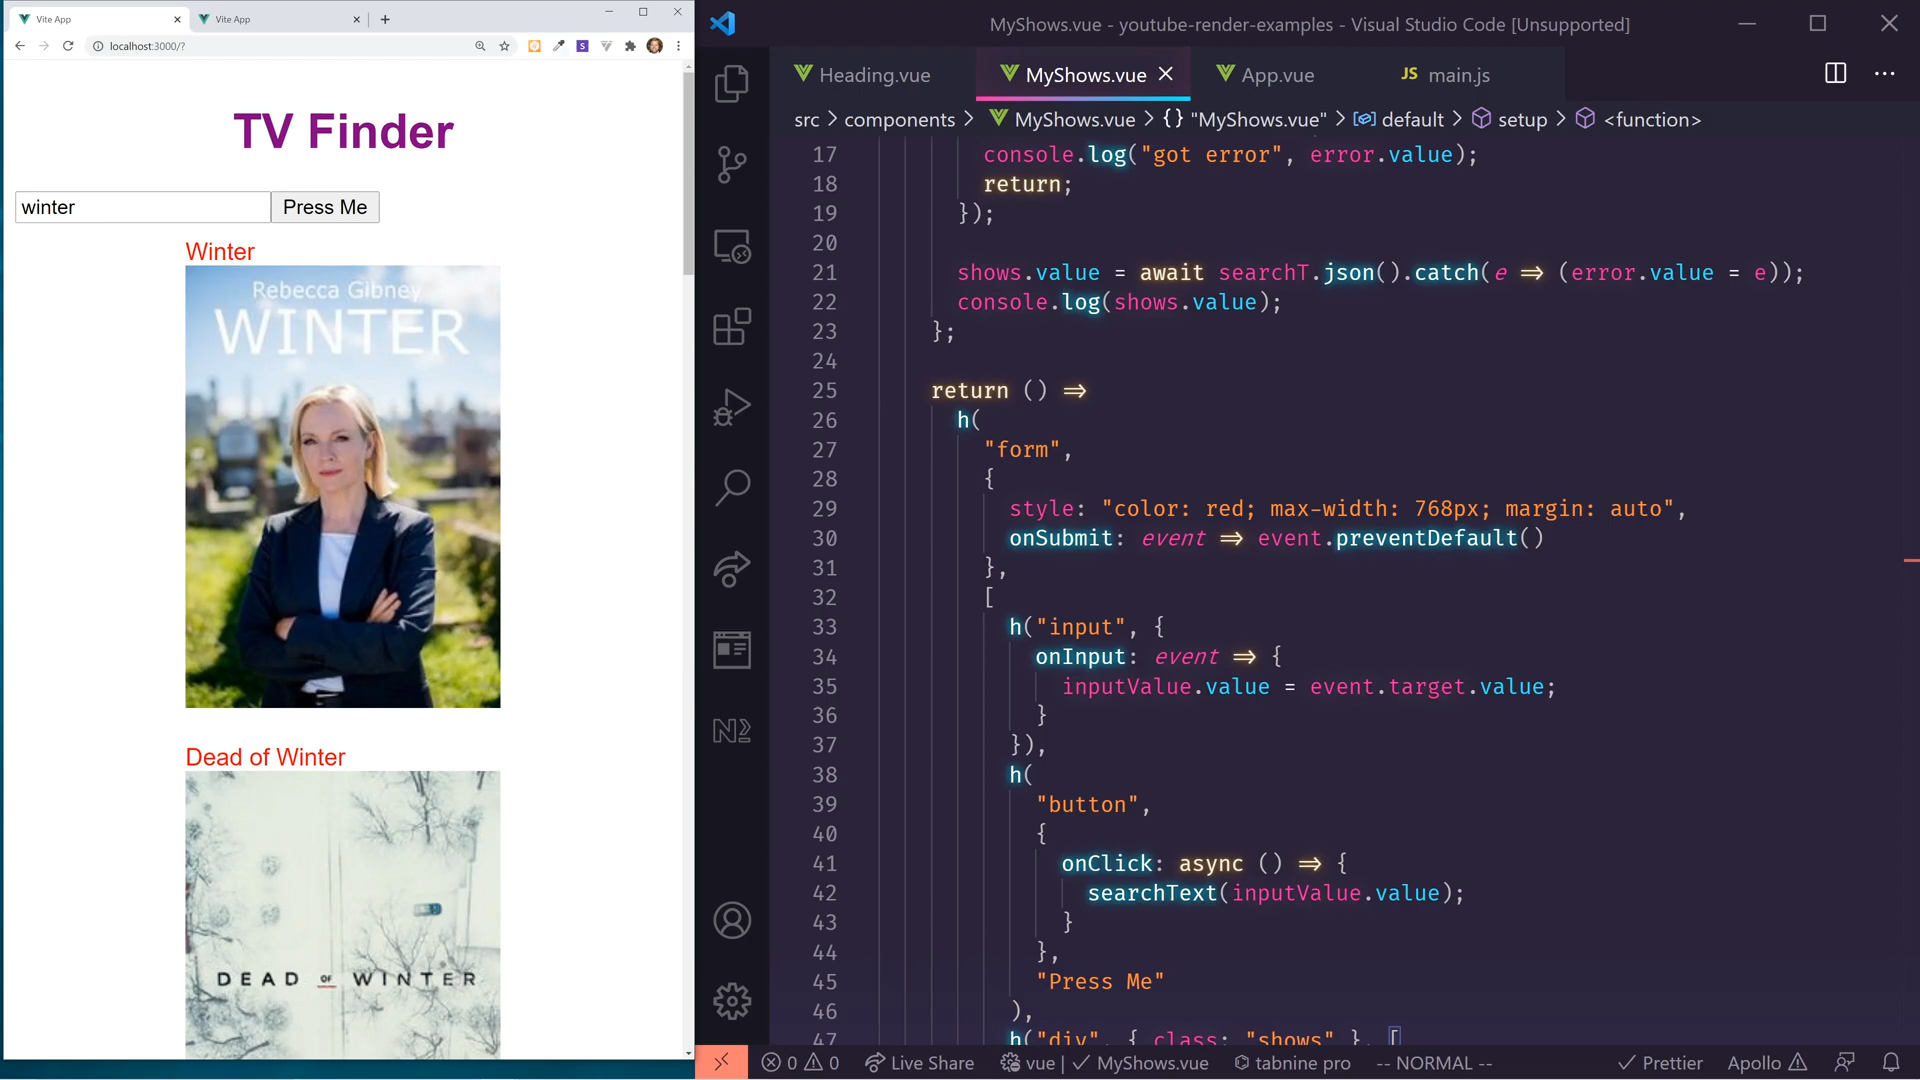 Vite App
Vite App
localhost:3000/?
TV Finder
winter
Press Me
Winter
Rebecca Gibney
WINTER
Dead of Winter
DEAD OF WINTER
MyShows.vue - youtube-render-examples - Visual Studio Code [Unsupported]
Heading.vue
MyShows.vue
App.vue
JS main.js
src > components > MyShows.vue > {} "MyShows.vue" > default > setup > <function>
17 console.log("got error", error.value);
18 return;
19 });
20
21 shows.value = await searchT.json().catch(e => (error.value = e));
22 console.log(shows.value);
23 };
24
25 return () =>
26 h(
27 "form",
28 {
29 style: "color: red; max-width: 768px; margin: auto",
30 onSubmit: event => event.preventDefault()
31 },
32 [
33 h("input", {
34 onInput: event => {
35 inputValue.value = event.target.value;
36 }
37 }),
38 h(
39 "button",
40 {
41 onClick: async () => {
42 searchText(inputValue.value);
43 }
44 },
45 "Press Me"
46 ),
47 h("div", { class: "shows" }, [
0 0 Live Share vue | MyShows.vue tabnine pro -- NORMAL -- Prettier Apollo